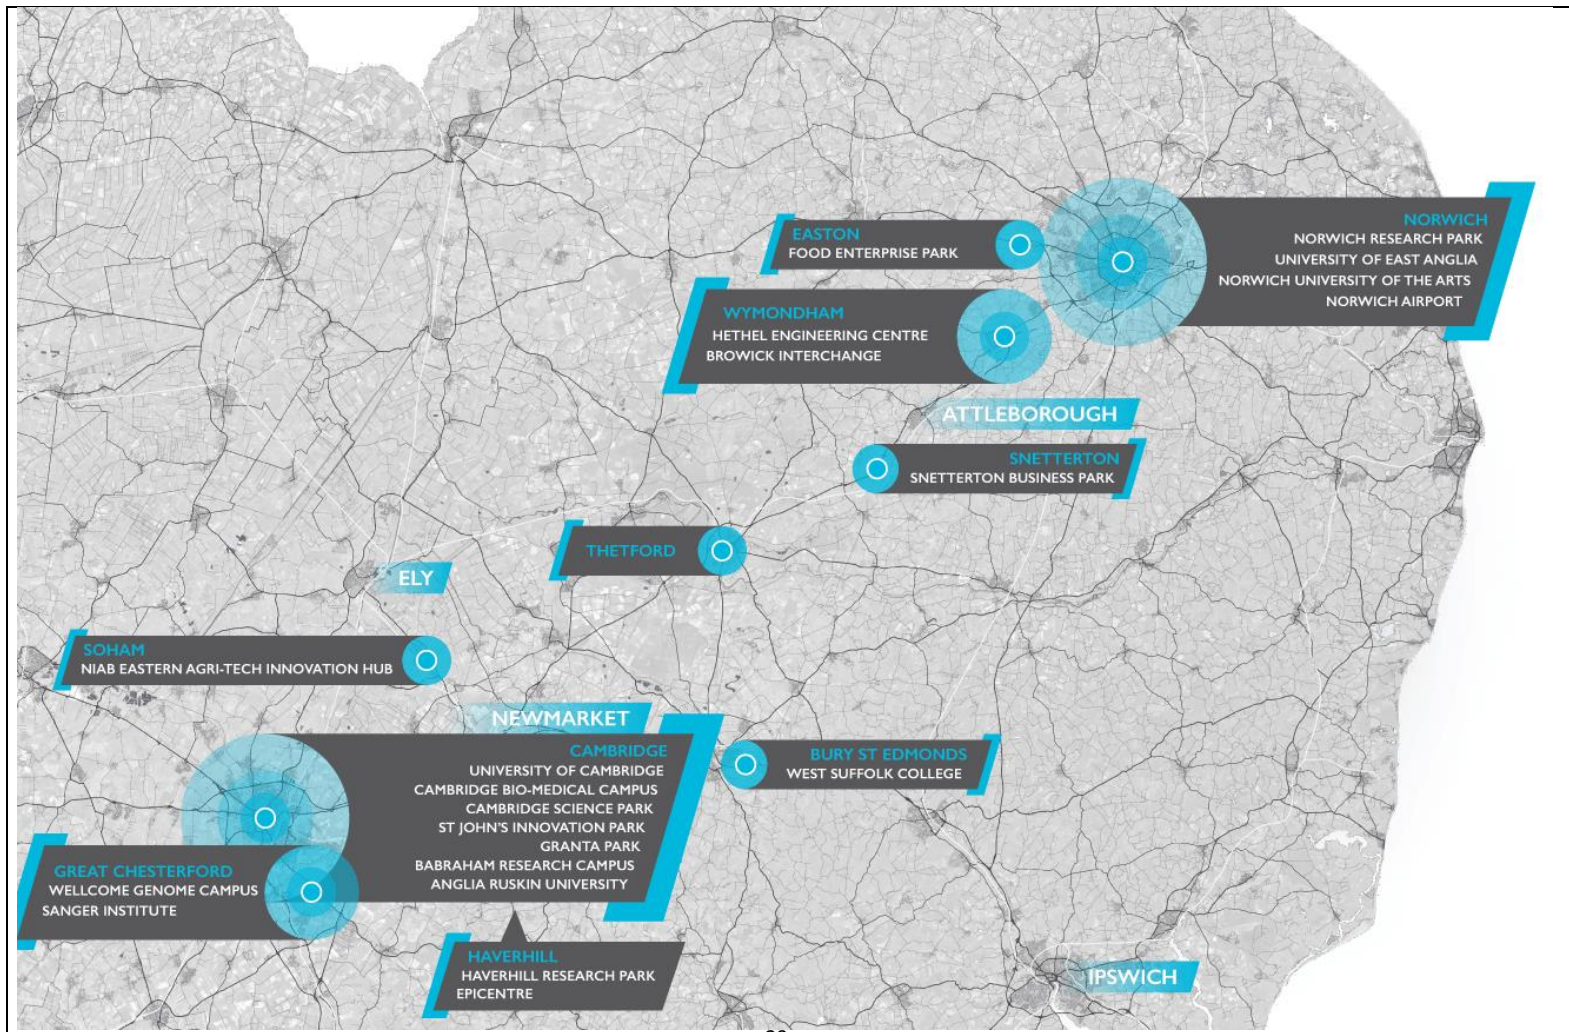 NORWICH
NORWICH RESEARCH PARK
UNIVERSITY OF EAST ANGLIA
NORWICH UNIVERSITY OF THE ARTS
NORWICH AIRPORT
EASTON
FOOD ENTERPRISE PARK
WYMONDHAM
HETHEL ENGINEERING CENTRE
BROWICK INTERCHANGE
ATTLEBOROUGH
SNETTERTON
SNETTERTON BUSINESS PARK
THETFORD
ELY
SOHAM
NIAB EASTERN AGRI-TECH INNOVATION HUB
NEWMARKET
CAMBRIDGE
UNIVERSITY OF CAMBRIDGE
CAMBRIDGE BIO-MEDICAL CAMPUS
CAMBRIDGE SCIENCE PARK
ST JOHN'S INNOVATION PARK
GRANTA PARK
BABRAHAM RESEARCH CAMPUS
ANGLIA RUSKIN UNIVERSITY
BURY ST EDMONDS
WEST SUFFOLK COLLEGE
GREAT CHESTERFORD
WELLCOME GENOME CAMPUS
SANGER INSTITUTE
HAVERHILL
HAVERHILL RESEARCH PARK
EPICENTRE
IPSWICH